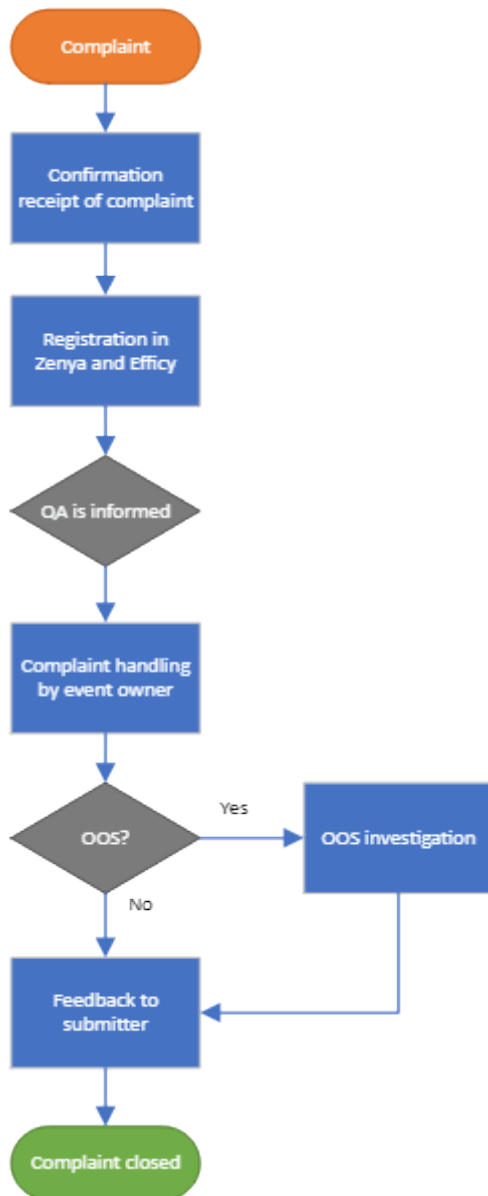 Complaint
Confirmation
receipt of complaint
Registration in
Zenya and Efficy
QA is informed
Complaint handling
by event owner
OOS?
Yes
OOS investigation
No
Feedback to
submitter
Complaint closed